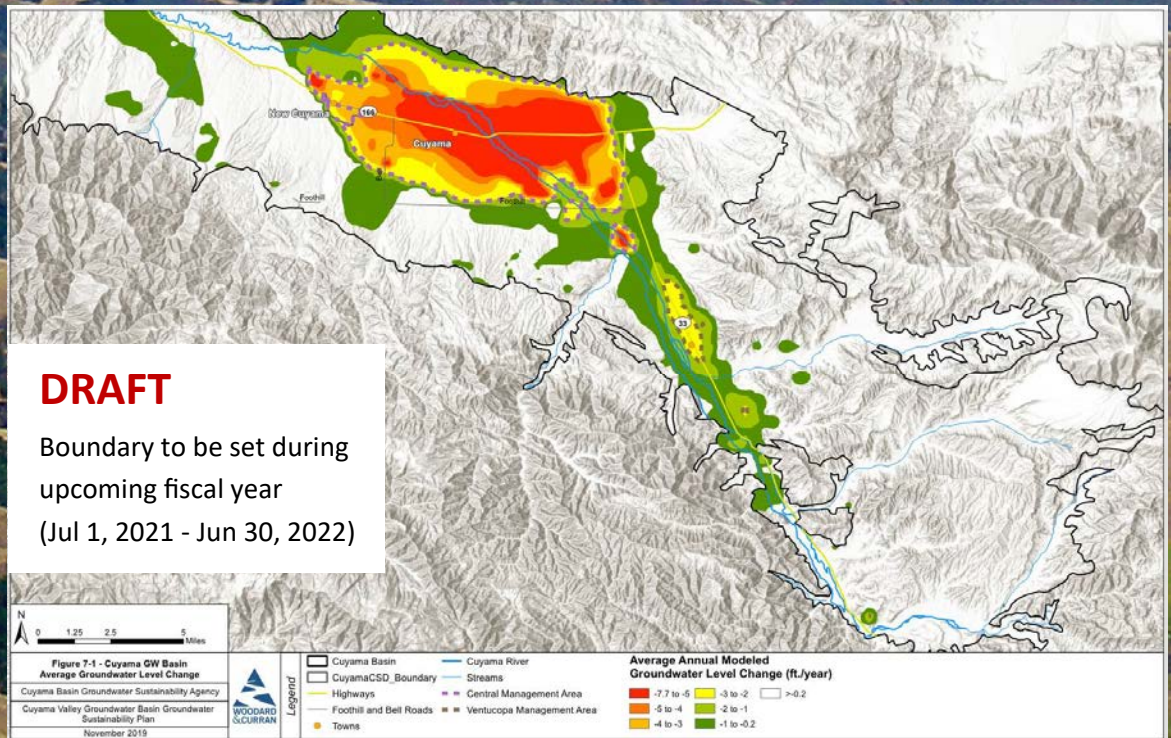 New Cuyama
166
Cuyama
Foothill
Foothill
33
DRAFT
Boundary to be set during
upcoming fiscal year
(Jul 1, 2021 - Jun 30, 2022)
N
0 1.25 2.5 5
Miles
Figure 7-1 - Cuyama GW Basin
Average Groundwater Level Change
Cuyama Basin Groundwater Sustainability Agency
Cuyama Valley Groundwater Basin Groundwater
Sustainability Plan
November 2019
WOODARD
&CURRAN
Legend
Cuyama Basin
CuyamaCSD_Boundary
Highways
Foothill and Bell Roads
Towns
Cuyama River
Streams
Central Management Area
Ventucopa Management Area
Average Annual Modeled
Groundwater Level Change (ft./year)
-7.7 to -5
-5 to -4
-4 to -3
-3 to -2
-2 to -1
-1 to -0.2
>-0.2